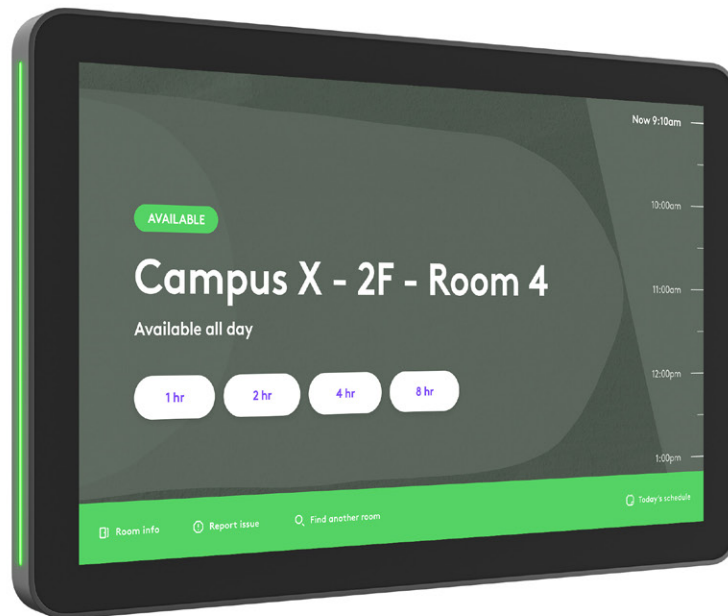 Now 9:10am
AVAILABLE
10:00am
Campus X - 2F - Room 4
11:00am
Available all day
1 hr
2 hr
4 hr
8 hr
12:00pm
1:00pm
Room info
Report issue
Find another room
Today's schedule